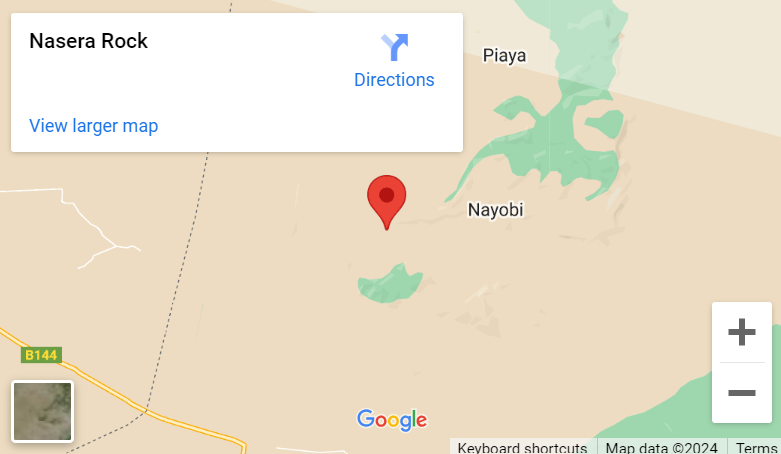 Nasera Rock
Directions
View larger map
Piaya
Nayobi
B144
Google
Keyboard shortcuts
Map data ©2024
Terms